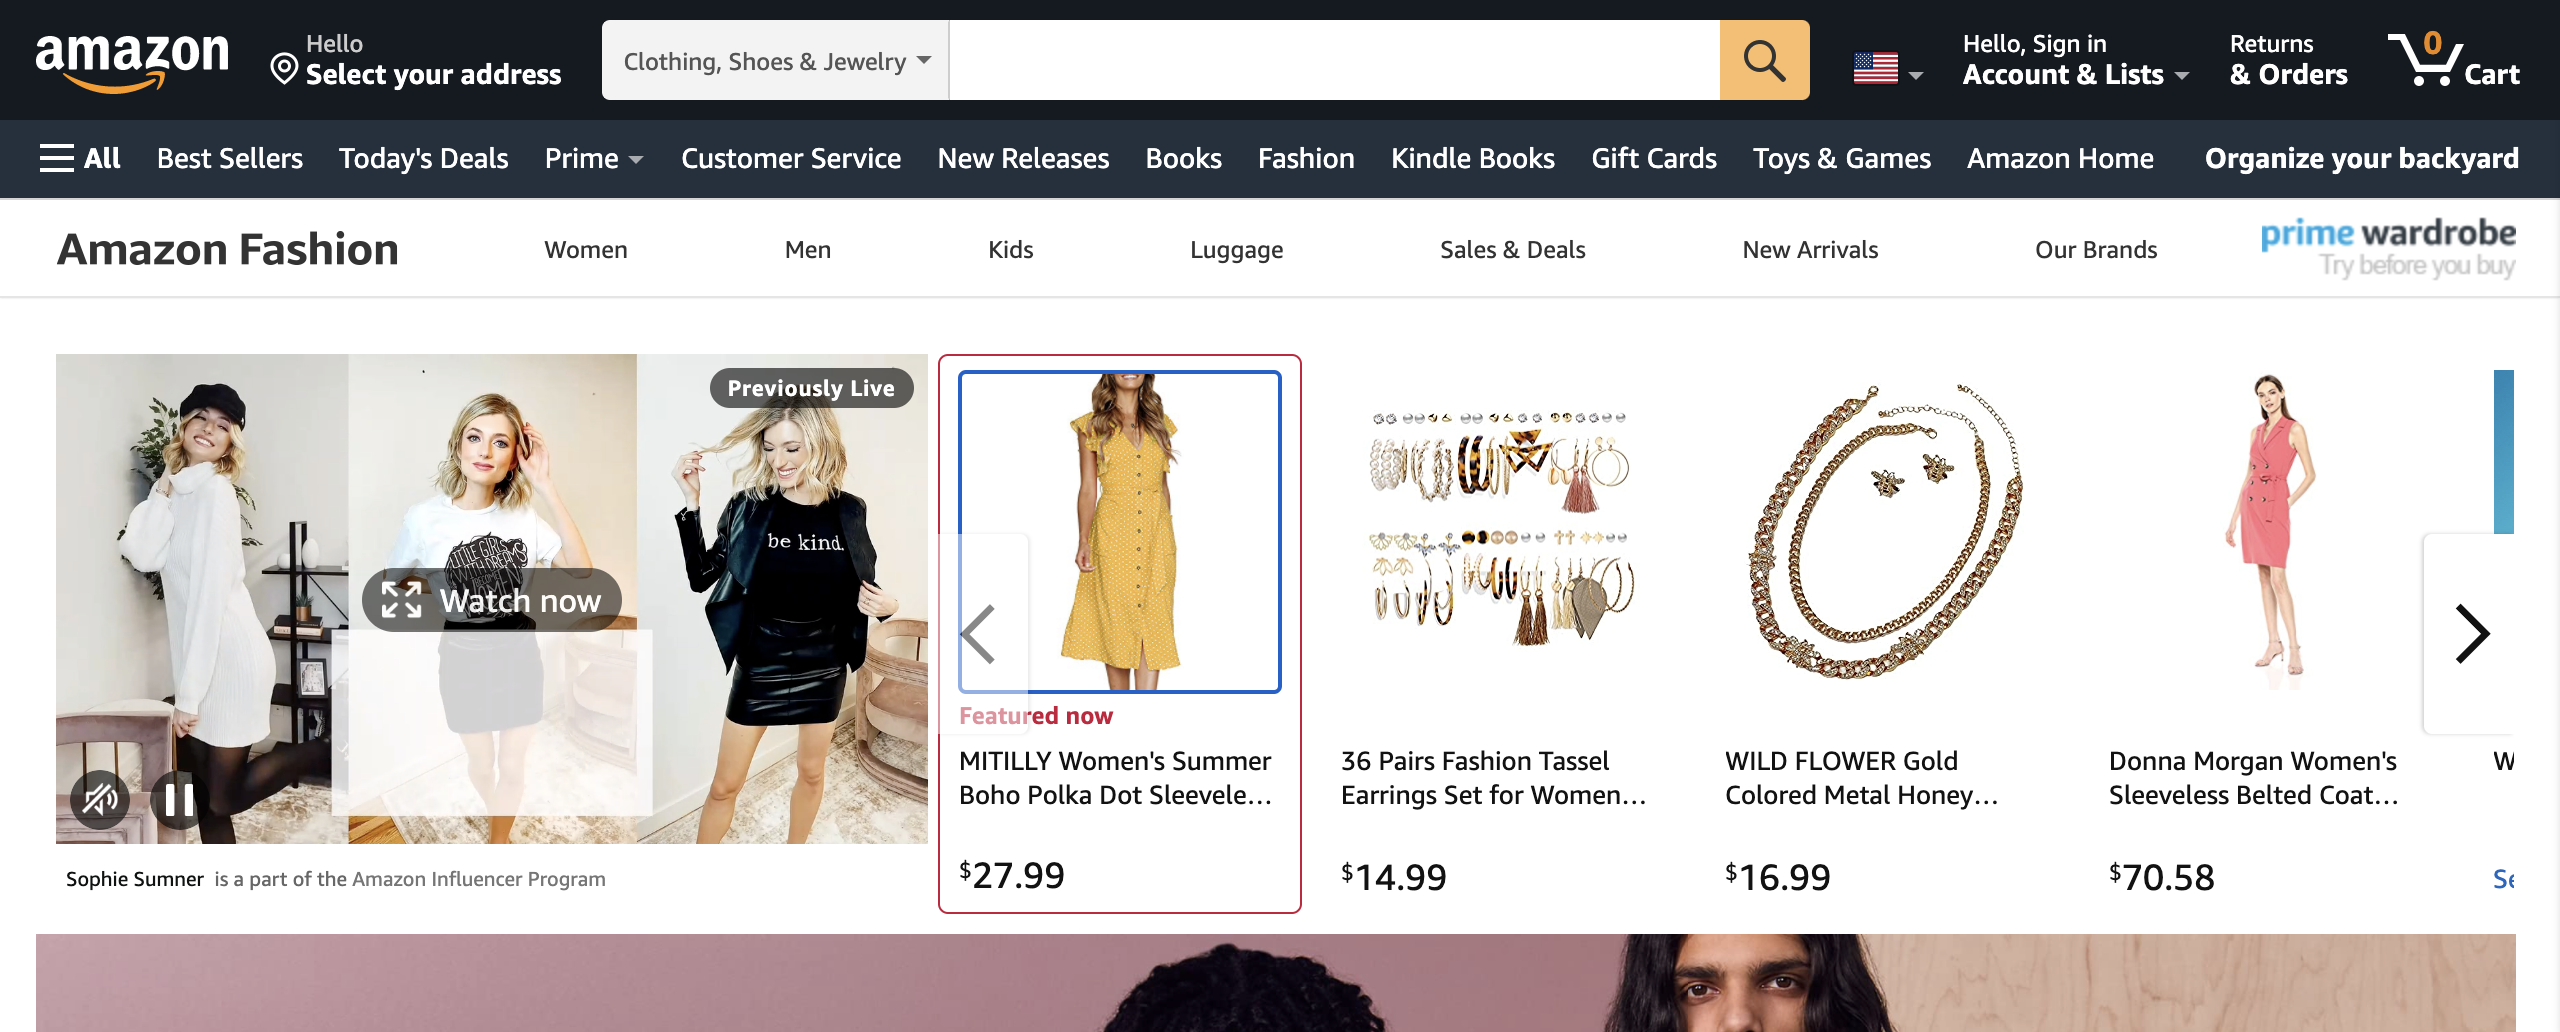 amazon
Hello
Select your address
Clothing, Shoes & Jewelry
Hello, Sign in
Account & Lists
Returns
& Orders
0
Cart
All
Best Sellers
Today's Deals
Prime
Customer Service
New Releases
Books
Fashion
Kindle Books
Gift Cards
Toys & Games
Amazon Home
Organize your backyard
Amazon Fashion
Women
Men
Kids
Luggage
Sales & Deals
New Arrivals
Our Brands
prime wardrobe
Try before you buy
Previously Live
be kind.
Watch now
Sophie Sumner is a part of the Amazon Influencer Program
Featured now
MITILLY Women's Summer
Boho Polka Dot Sleevele...
$27.99
36 Pairs Fashion Tassel
Earrings Set for Women...
$14.99
WILD FLOWER Gold
Colored Metal Honey...
$16.99
Donna Morgan Women's
Sleeveless Belted Coat...
$70.58